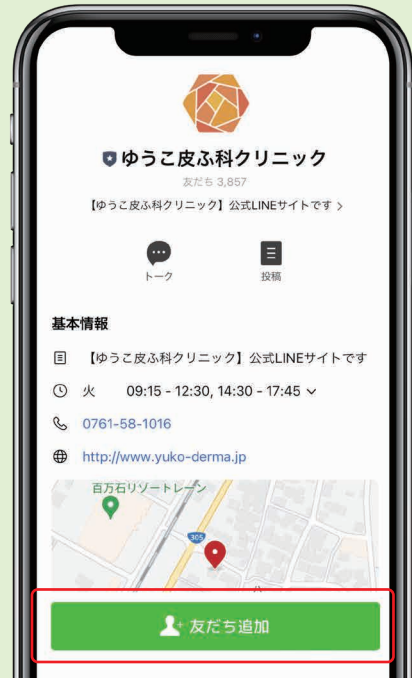 ゆうこ皮ふ科クリニック
友だち 3,857
【ゆうこ皮ふ科クリニック】公式LINEサイトです
トーク
投稿
基本情報
【ゆうこ皮ふ科クリニック】公式LINEサイトです
火 09:15 - 12:30, 14:30 - 17:45
0761-58-1016
http://www.yuko-derma.jp
百万石リゾートレーン
305
友だち追加